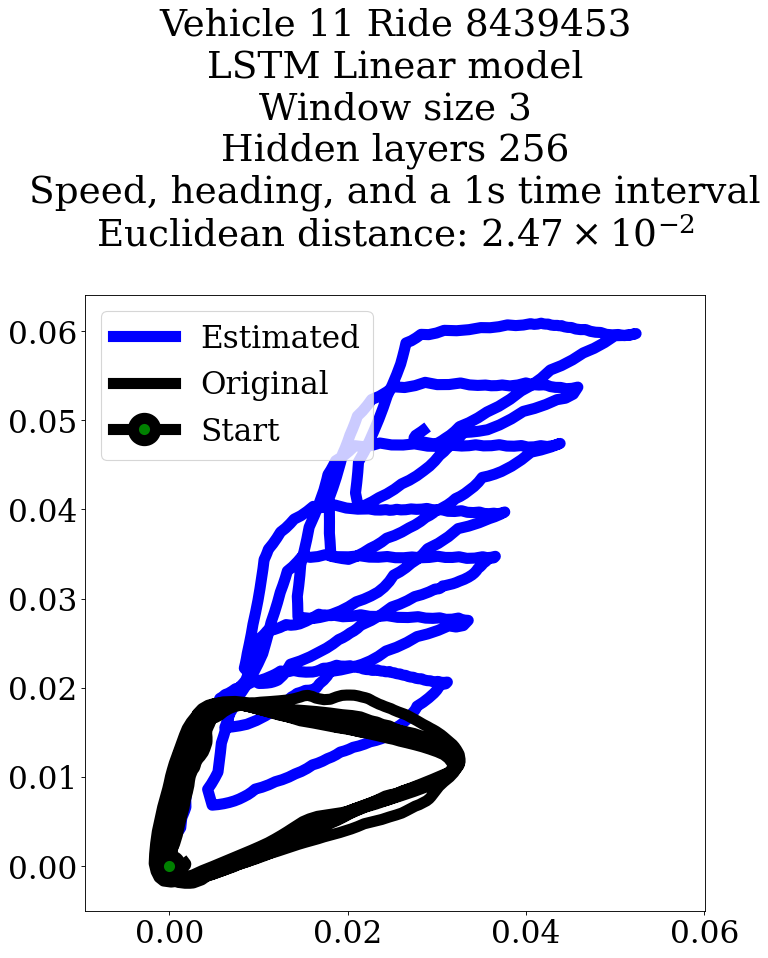 Vehicle 11 Ride 8439453
LSTM Linear model
Window size 3
Hidden layers 256
Speed, heading, and a 1s time interval
Euclidean distance: 2.47 × 10⁻²
Estimated
Original
Start
0.06
0.05
0.04
0.03
0.02
0.01
0.00
0.00 0.02 0.04 0.06